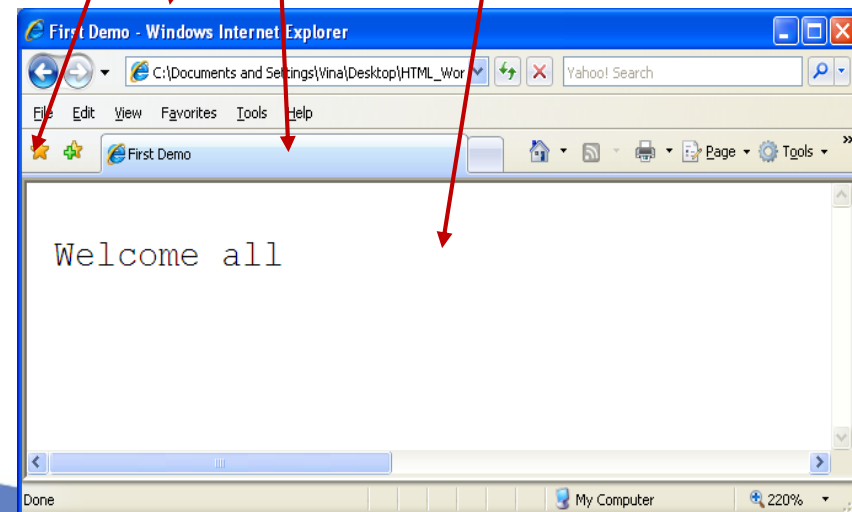 First Demo - Windows Internet Explorer
C:\Documents and Settings\Vina\Desktop\HTML_Wor
Yahoo! Search
File Edit View Favorites Tools Help
First Demo
Page Tools
Welcome all
Done
My Computer
220%